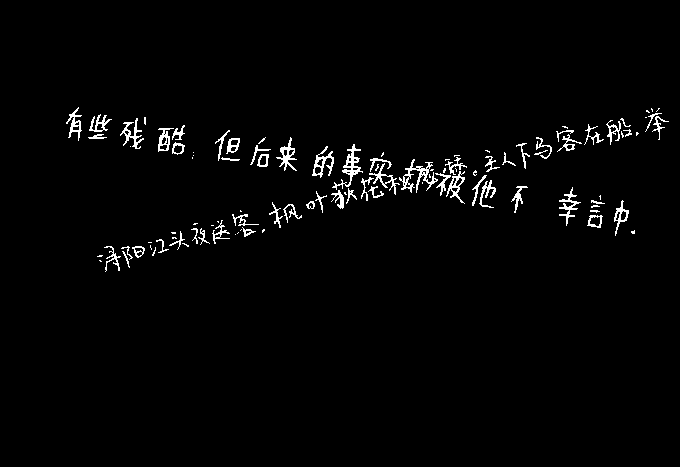 有些残酷，但后来的事实却被他不幸言中.
浔阳江头夜送客，枫叶荻花秋瑟瑟。主人下马客在船，举